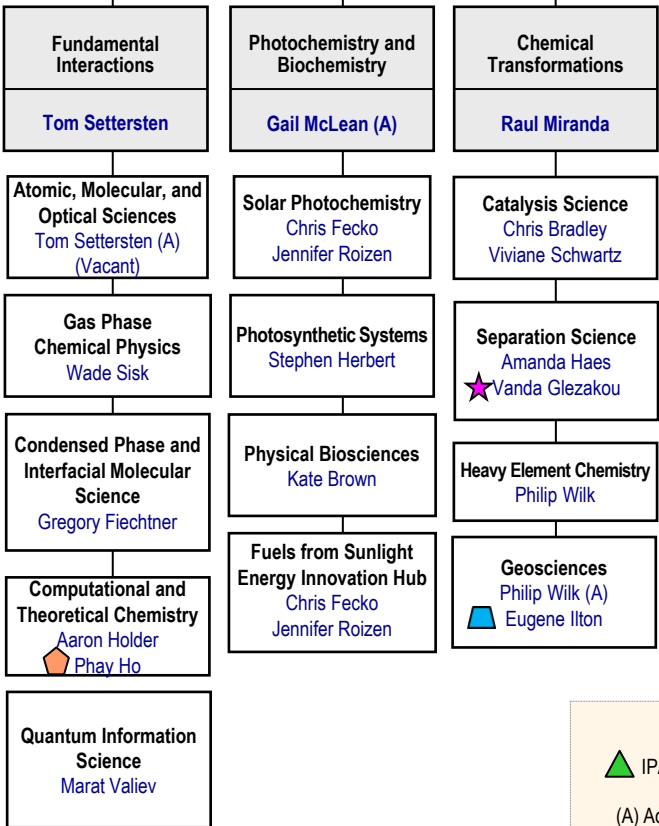 Fundamental
Interactions
Tom Settersten
Atomic, Molecular, and
Optical Sciences
Tom Settersten (A)
(Vacant)
Gas Phase
Chemical Physics
Wade Sisk
Condensed Phase and
Interfacial Molecular
Science
Gregory Fiechtner
Computational and
Theoretical Chemistry
Aaron Holder
Phay Ho
Quantum Information
Science
Marat Valiev
Photochemistry and
Biochemistry
Gail McLean (A)
Solar Photochemistry
Chris Fecko
Jennifer Roizen
Photosynthetic Systems
Stephen Herbert
Physical Biosciences
Kate Brown
Fuels from Sunlight
Energy Innovation Hub
Chris Fecko
Jennifer Roizen
Chemical
Transformations
Raul Miranda
Catalysis Science
Chris Bradley
Viviane Schwartz
Separation Science
Amanda Haes
Vanda Glezakou
Heavy Element Chemistry
Philip Wilk
Geosciences
Philip Wilk (A)
Eugene Ilton
(A)